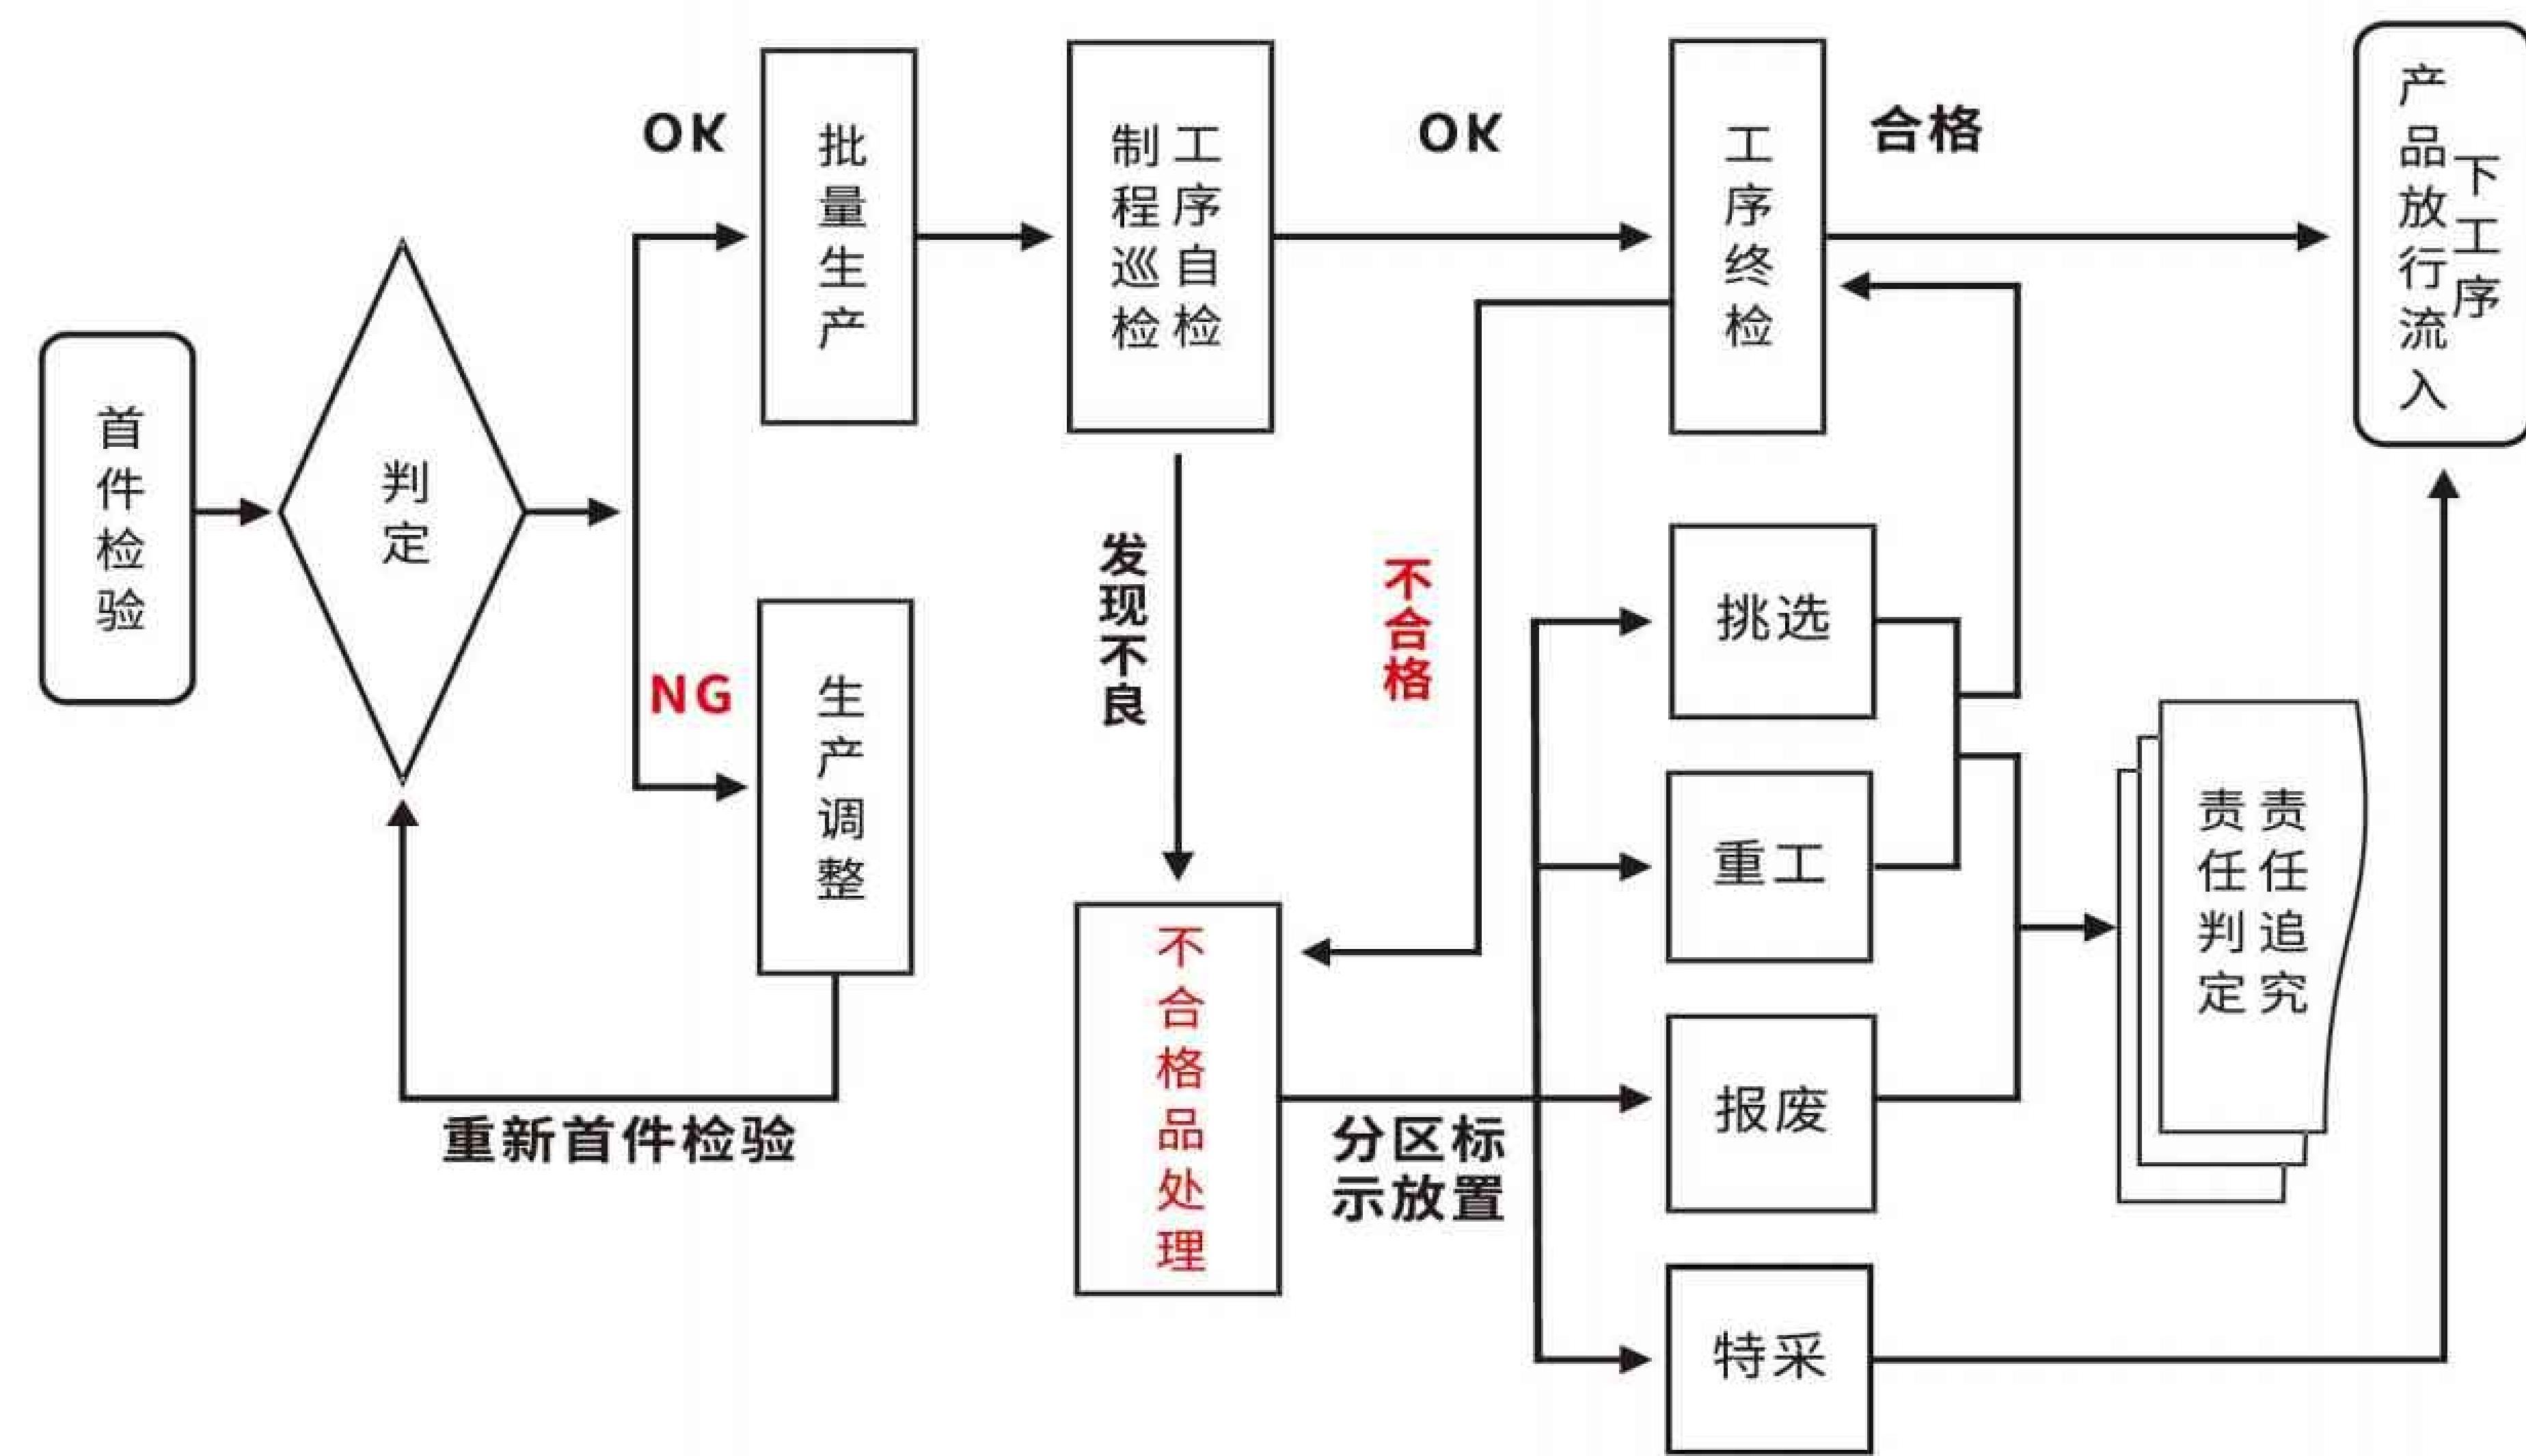 首件检验
判定
OK
NG
批量生产
生产调整
重新首件检验
制程巡检
工序自检
OK
发现不良
不合格
不合格品处理
分区标
示放置
工序终检
合格
挑选
重工
报废
特采
责任判定
责任追究
产品放行流入
下工序